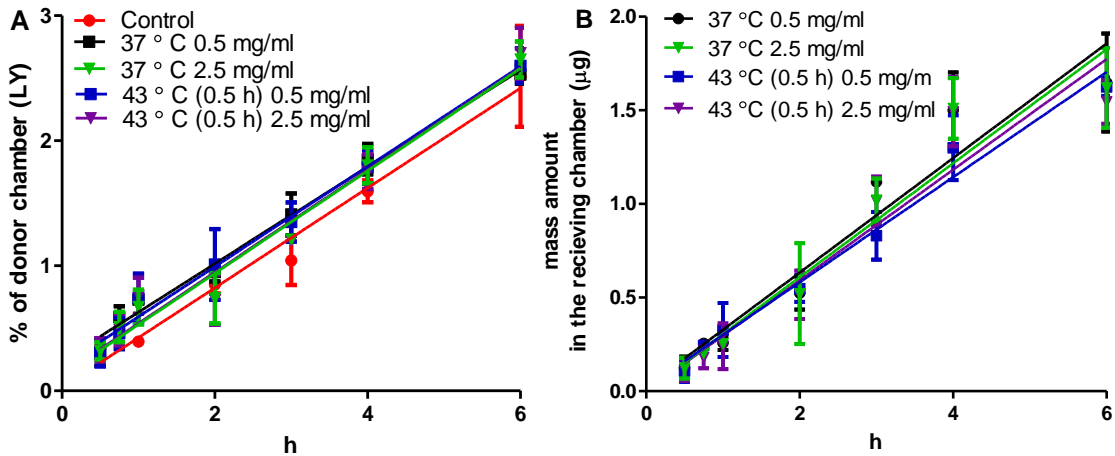 A
Control
37 ° C 0.5 mg/ml
37 ° C 2.5 mg/ml
43 ° C (0.5 h) 0.5 mg/ml
43 ° C (0.5 h) 2.5 mg/ml
% of donor chamber (LY)
3
2
1
0
0
2
4
6
h
B
37 °C 0.5 mg/ml
37 °C 2.5 mg/ml
43 °C (0.5 h) 0.5 mg/m
43 °C (0.5 h) 2.5 mg/ml
mass amount
in the recieving chamber (μg)
2.0
1.5
1.0
0.5
0.0
0
2
4
6
h